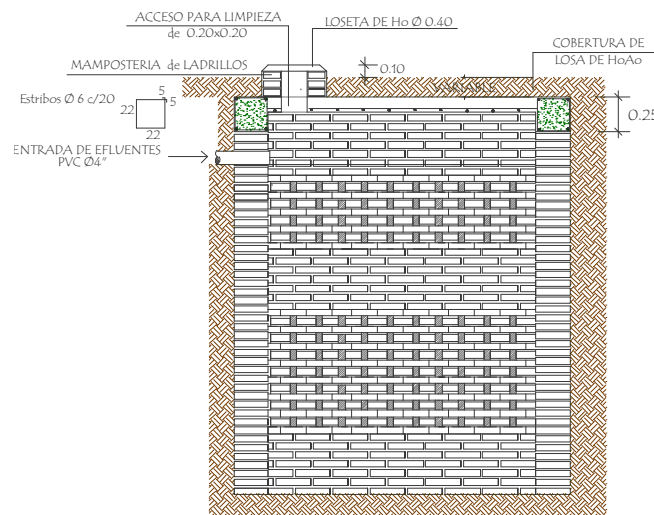 ACCESO PARA LIMPIEZA
de 0.20x0.20
LOSETA DE Ho Ø 0.40
COBERTURA DE
LOSA DE HoAo
MAMPOSTERIA de LADRILLOS
0.10
VARIABLE
Estribos Ø 6 c/20
5
5
22
22
0.25
ENTRADA DE EFLUENTES
PVC Ø4"